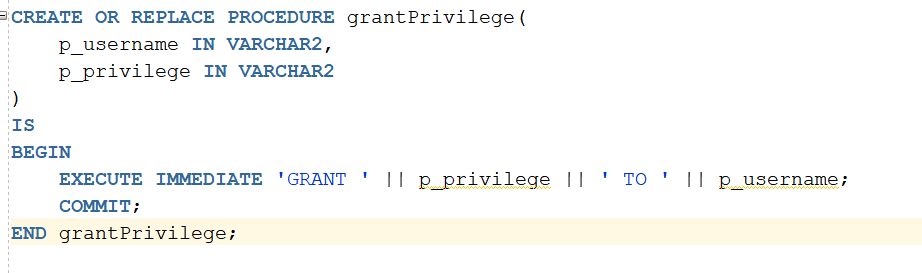 CREATE OR REPLACE PROCEDURE grantPrivilege(
    p_username IN VARCHAR2,
    p_privilege IN VARCHAR2
)
IS
BEGIN
    EXECUTE IMMEDIATE 'GRANT ' || p_privilege || ' TO ' || p_username;
    COMMIT;
END grantPrivilege;